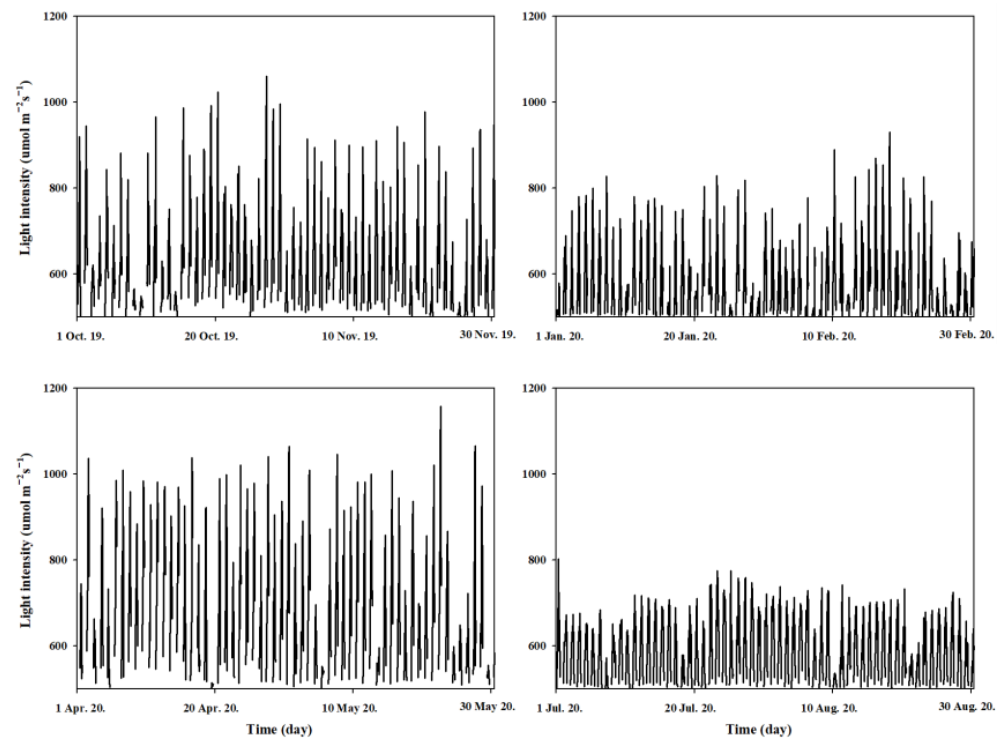 1200
1000
800
600
Light intensity (umol m⁻²s⁻¹)
1 Oct. 19. 20 Oct. 19. 10 Nov. 19. 30 Nov. 19.
1200
1000
800
600
1 Jan. 20. 20 Jan. 20. 10 Feb. 20. 30 Feb. 20.
1200
1000
800
600
Light intensity (umol m⁻²s⁻¹)
1 Apr. 20. 20 Apr. 20. 10 May 20. 30 May 20.
Time (day)
1200
1000
800
600
1 Jul. 20. 20 Jul. 20. 10 Aug. 20. 30 Aug. 20.
Time (day)